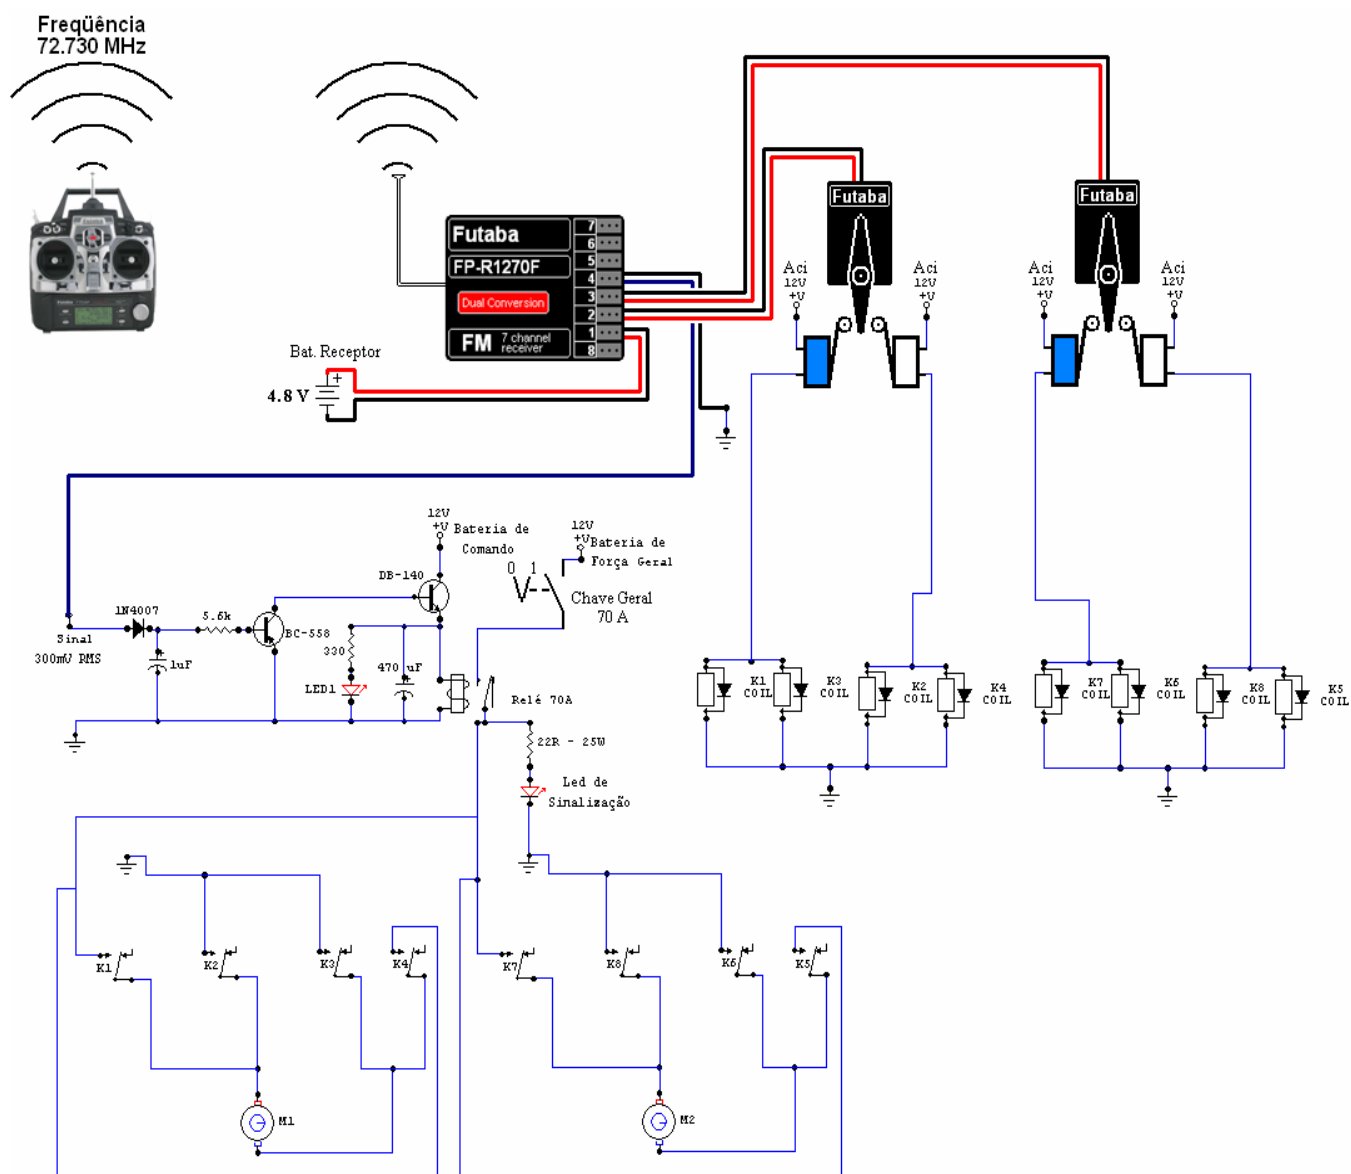 Freqüência
72.730 MHz
Futaba
FP-R1270F
Dual Conversion
FM 7 channel
receiver
7
6
5
4
3
2
1
8
Futaba
Futaba
Aci
12V
+V
Aci
12V
+V
Aci
12V
+V
Aci
12V
+V
Bat. Receptor
+
4.8 V
12V
+V
Bateria de
Comando
12V
+V
Bateria de
Força Geral
0 1
Chave Geral
70 A
DB-140
1N4007
5.6k
BC-558
Sinal
300mV RMS
+
1uF
330
LED1
470 uF
+
Relé 70A
22R - 25W
Led de
Sinalização
K1
COIL
K3
COIL
K2
COIL
K4
COIL
K7
COIL
K6
COIL
K8
COIL
K5
COIL
K1
K2
K3
K4
K7
K8
K6
K5
M1
M2